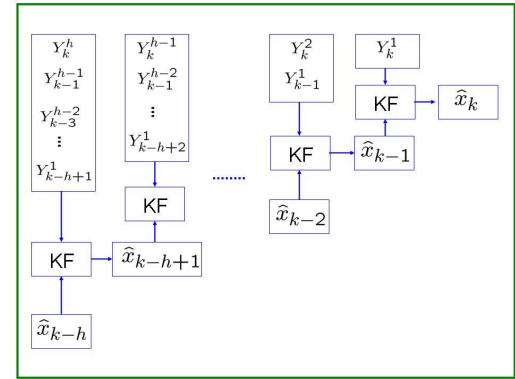 Y_k^h
Y_{k-1}^{h-1}
Y_{k-3}^{h-2}
⋮
Y_{k-h+1}^1
Y_k^{h-1}
Y_{k-1}^{h-2}
⋮
Y_{k-h+2}^1
Y_k^2
Y_{k-1}^1
Y_k^1
KF
x̂_k
KF
x̂_{k-1}
........
KF
x̂_{k-2}
KF
x̂_{k-h+1}
x̂_{k-h}